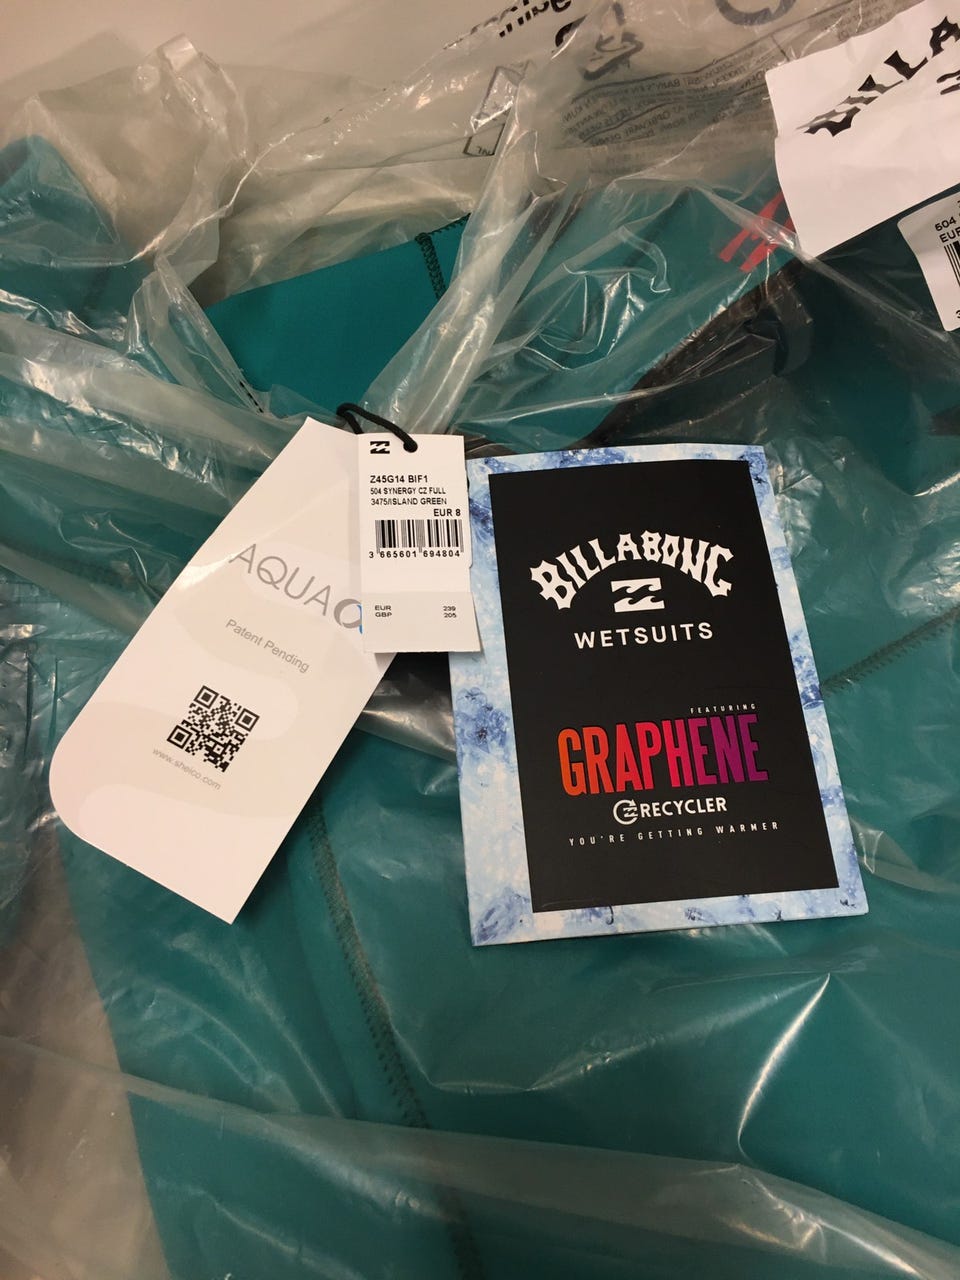 BILLA
504
EUR
3
Z45G14 BIF1
504 SYNERGY CZ FULL
3475/ISLAND GREEN
EUR 8
3 665601 694804
EUR 239
GBP 205
AQUA
Patent Pending
www.sheico.com
BILLABONG
WETSUITS
FEATURING
GRAPHENE
RECYCLER
YOU'RE GETTING WARMER